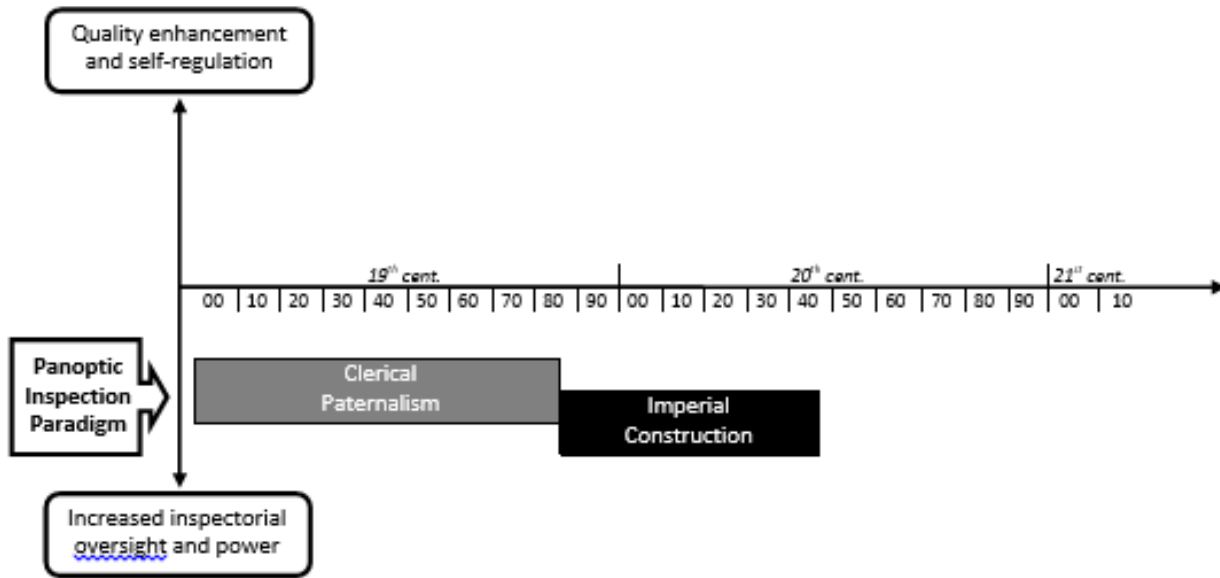 Quality enhancement
and self-regulation
19th cent.
20th cent.
21st cent.
00 10 20 30 40 50 60 70 80 90 00 10 20 30 40 50 60 70 80 90 00 10
Panoptic
Inspection
Paradigm
Clerical
Paternalism
Imperial
Construction
Increased inspectorial
oversight and power